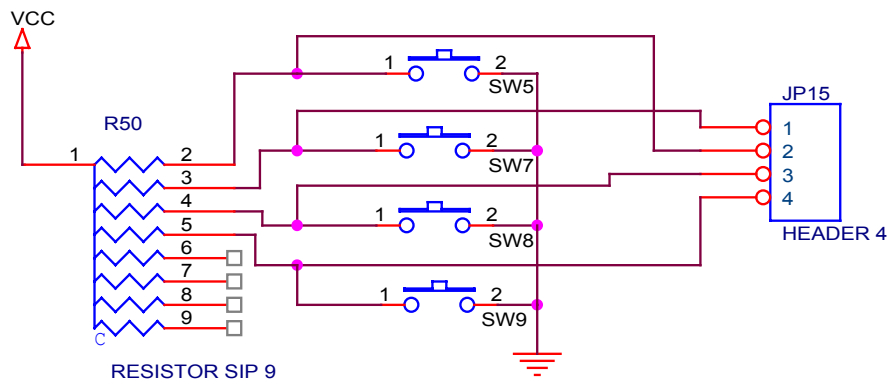 VCC
1 2
SW5
JP15
R50
1
1 2
1 2
SW7
2
3
3
4
1 2
4
SW8
HEADER 4
5
6
7
1 2
8
SW9
9
C
RESISTOR SIP 9